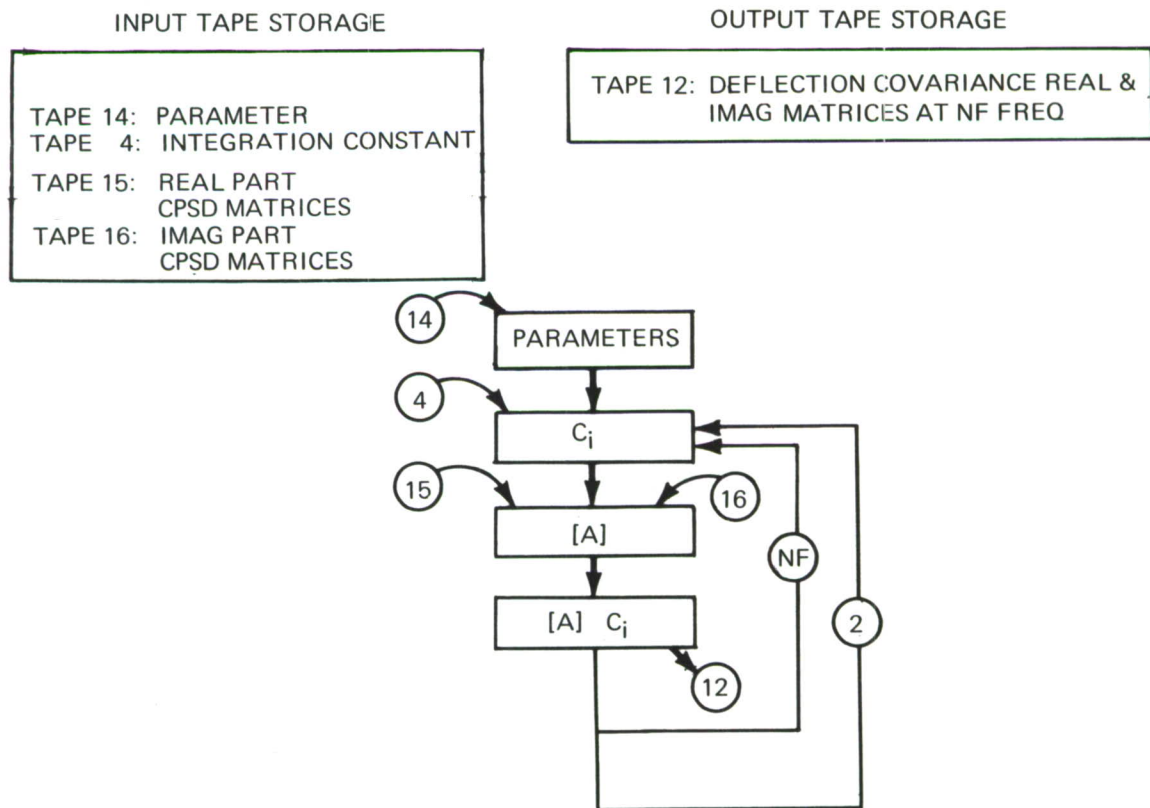 INPUT TAPE STORAGE
TAPE 14: PARAMETER
TAPE 4: INTEGRATION CONSTANT
TAPE 15: REAL PART
CPSD MATRICES
TAPE 16: IMAG PART
CPSD MATRICES
OUTPUT TAPE STORAGE
TAPE 12: DEFLECTION COVARIANCE REAL &
IMAG MATRICES AT NF FREQ
14
PARAMETERS
4
Ci
15
16
[A]
NF
[A] Ci
2
12